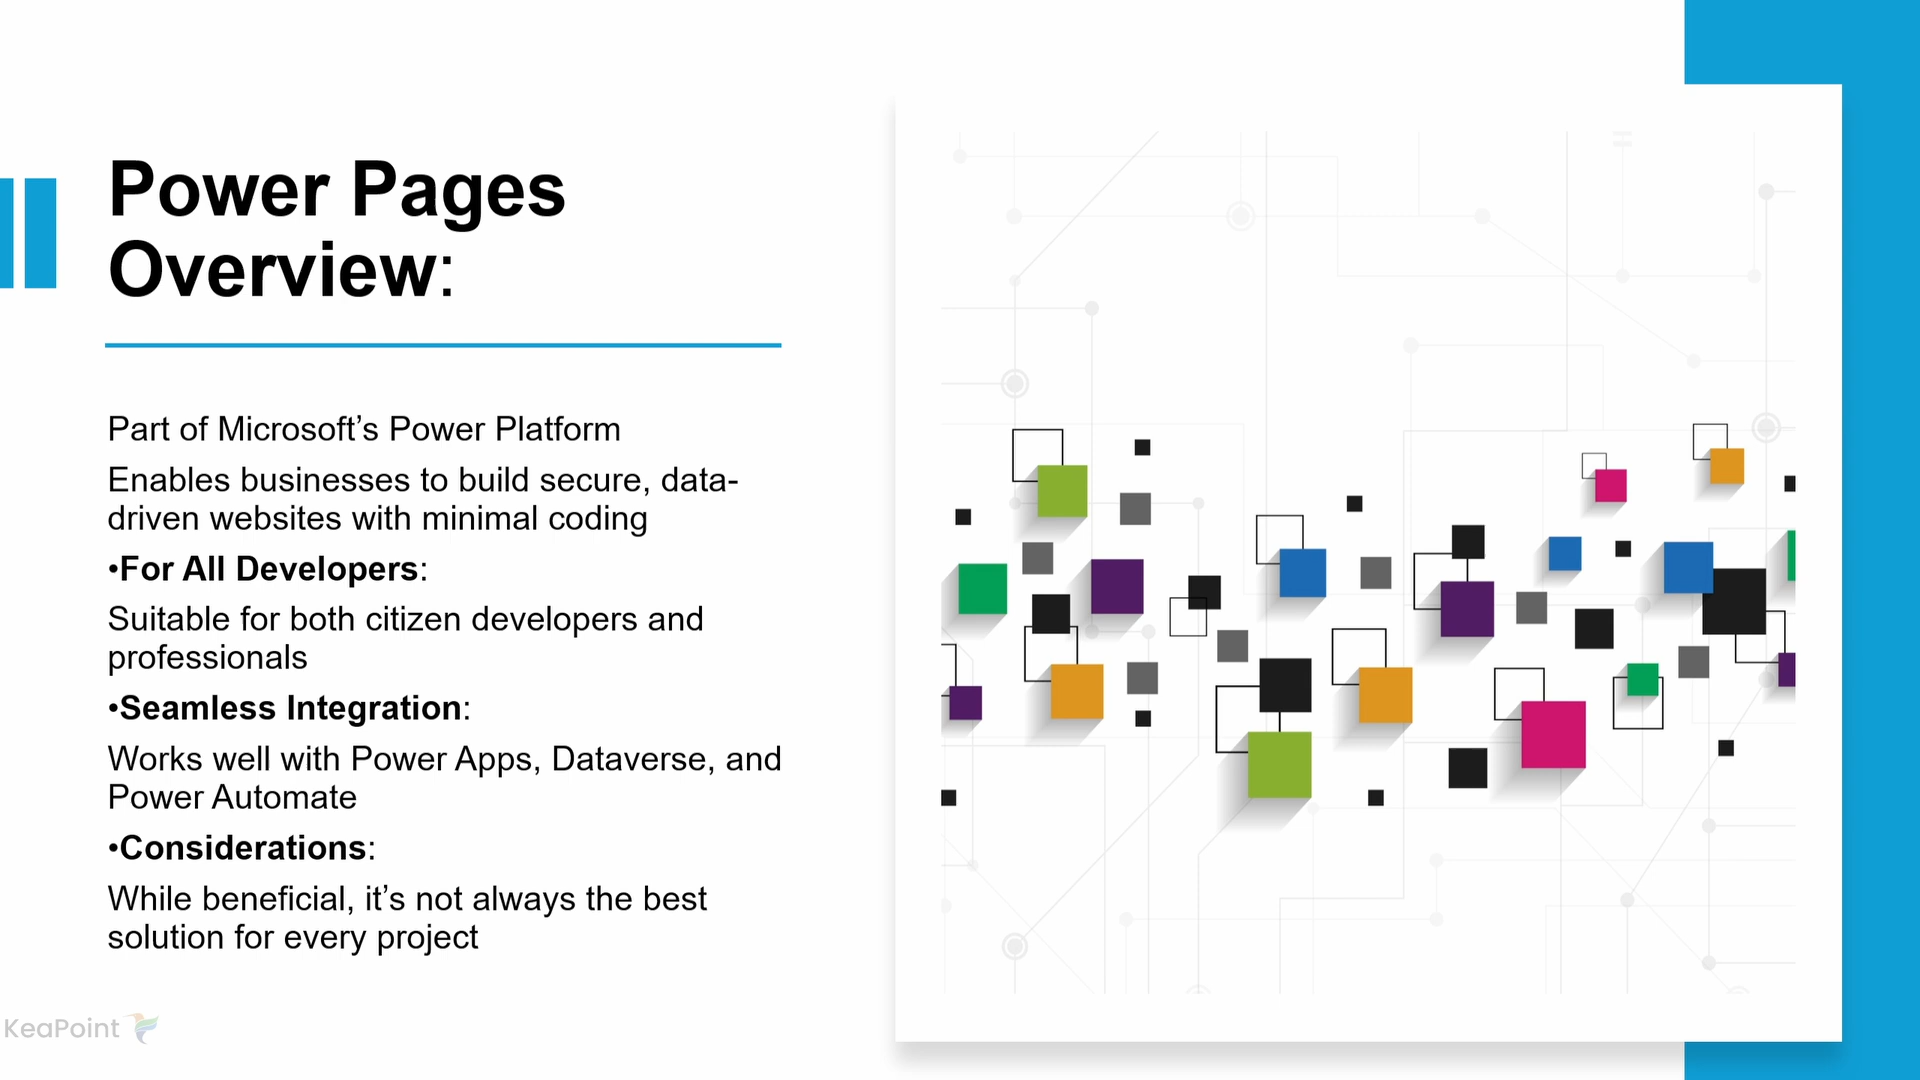 Power Pages
Overview:
Part of Microsoft’s Power Platform
Enables businesses to build secure, data-
driven websites with minimal coding
•For All Developers:
Suitable for both citizen developers and
professionals
•Seamless Integration:
Works well with Power Apps, Dataverse, and
Power Automate
•Considerations:
While beneficial, it’s not always the best
solution for every project
KeaPoint